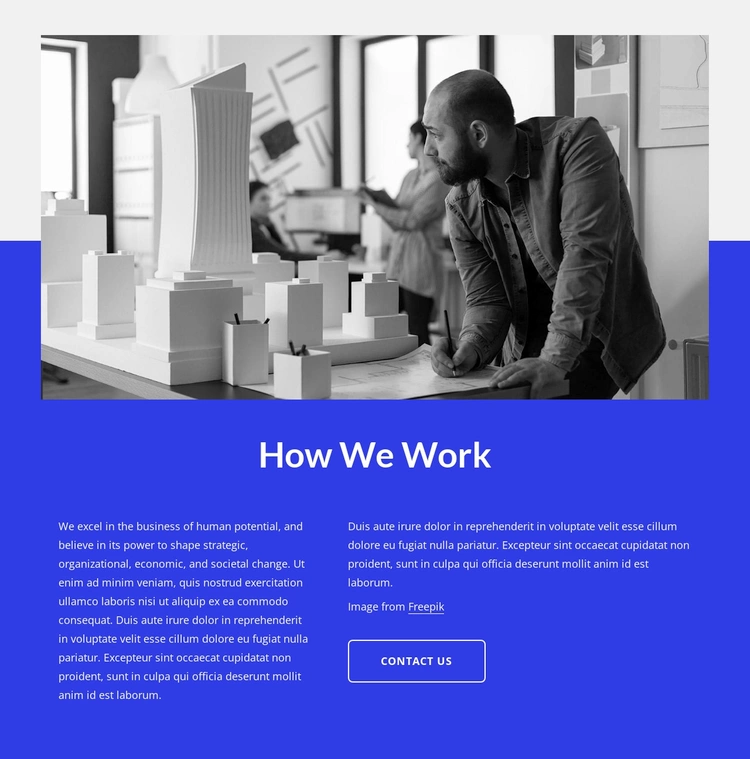 How We Work
We excel in the business of human potential, and
believe in its power to shape strategic,
organizational, economic, and societal change. Ut
enim ad minim veniam, quis nostrud exercitation
ullamco laboris nisi ut aliquip ex ea commodo
consequat. Duis aute irure dolor in reprehenderit
in voluptate velit esse cillum dolore eu fugiat nulla
pariatur. Excepteur sint occaecat cupidatat non
proident, sunt in culpa qui officia deserunt mollit
anim id est laborum.
Duis aute irure dolor in reprehenderit in voluptate velit esse cillum
dolore eu fugiat nulla pariatur. Excepteur sint occaecat cupidatat non
proident, sunt in culpa qui officia deserunt mollit anim id est
laborum.
Image from Freepik
CONTACT US